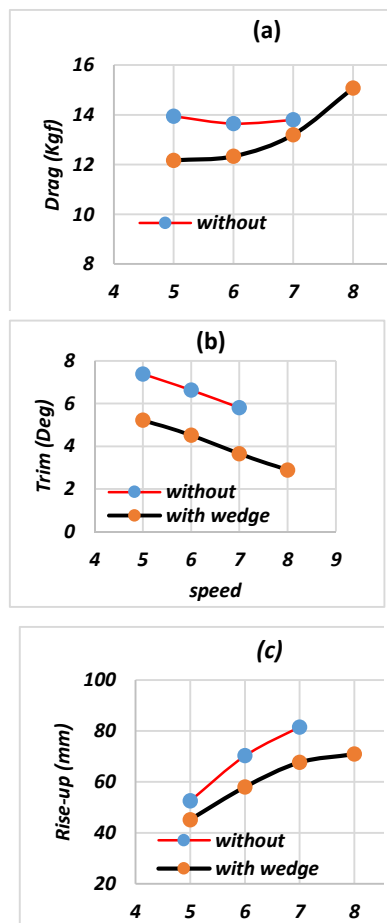 (a)
16
14
12
10
8
Drag (Kgf)
without
4 5 6 7 8
(b)
8
6
4
2
0
Trim (Deg)
without
with wedge
4 5 6 7 8 9
speed
(c)
100
80
60
40
20
Rise-up (mm)
without
with wedge
4 5 6 7 8